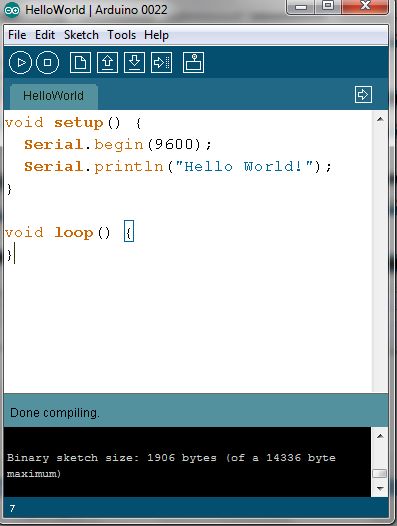 HelloWorld | Arduino 0022
File Edit Sketch Tools Help
HelloWorld
void setup() {
  Serial.begin(9600);
  Serial.println("Hello World!");
}
void loop() {
}
Done compiling.
Binary sketch size: 1906 bytes (of a 14336 byte
maximum)
7